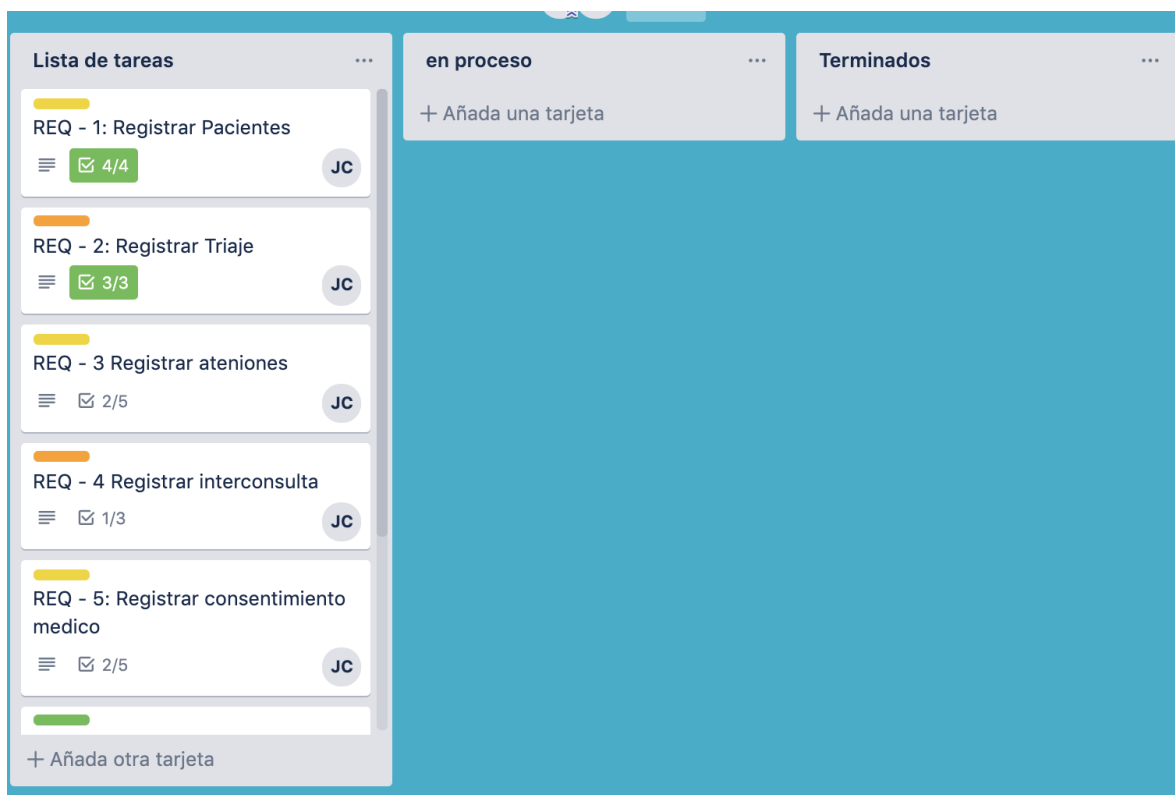 Lista de tareas
REQ - 1: Registrar Pacientes
4/4
JC
REQ - 2: Registrar Triaje
3/3
JC
REQ - 3 Registrar ateniones
2/5
JC
REQ - 4 Registrar interconsulta
1/3
JC
REQ - 5: Registrar consentimiento
medico
2/5
JC
+ Añada otra tarjeta
en proceso
+ Añada una tarjeta
Terminados
+ Añada una tarjeta